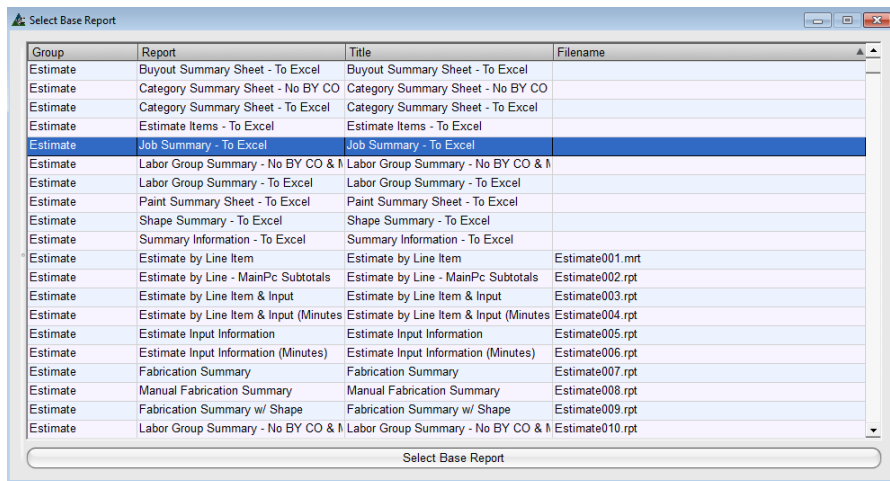 Select Base Report
Group Report Title Filename
Estimate Buyout Summary Sheet - To Excel Buyout Summary Sheet - To Excel
Estimate Category Summary Sheet - No BY CO Category Summary Sheet - No BY CO
Estimate Category Summary Sheet - To Excel Category Summary Sheet - To Excel
Estimate Estimate Items - To Excel Estimate Items - To Excel
Estimate Job Summary - To Excel Job Summary - To Excel
Estimate Labor Group Summary - No BY CO & Labor Group Summary - No BY CO &
Estimate Labor Group Summary - To Excel Labor Group Summary - To Excel
Estimate Paint Summary Sheet - To Excel Paint Summary Sheet - To Excel
Estimate Shape Summary - To Excel Shape Summary - To Excel
Estimate Summary Information - To Excel Summary Information - To Excel
Estimate Estimate by Line Item Estimate by Line Item Estimate001.mrt
Estimate Estimate by Line - MainPc Subtotals Estimate by Line - MainPc Subtotals Estimate002.rpt
Estimate Estimate by Line Item & Input Estimate by Line Item & Input Estimate003.rpt
Estimate Estimate by Line Item & Input (Minutes Estimate by Line Item & Input (Minutes Estimate004.rpt
Estimate Estimate Input Information Estimate Input Information Estimate005.rpt
Estimate Estimate Input Information (Minutes) Estimate Input Information (Minutes) Estimate006.rpt
Estimate Fabrication Summary Fabrication Summary Estimate007.rpt
Estimate Manual Fabrication Summary Manual Fabrication Summary Estimate008.rpt
Estimate Fabrication Summary w/ Shape Fabrication Summary w/ Shape Estimate009.rpt
Estimate Labor Group Summary - No BY CO & Labor Group Summary - No BY CO & Estimate010.rpt
Select Base Report